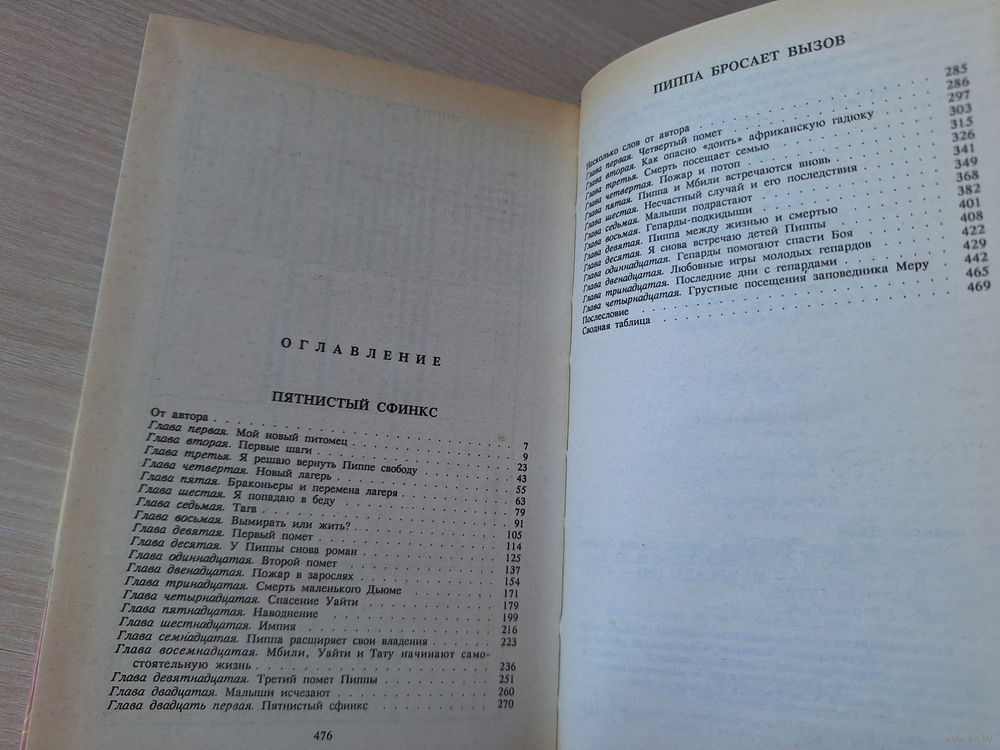 ОГЛАВЛЕНИЕ
ПЯТНИСТЫЙ СФИНКС
От автора . . . 7
Глава первая. Мой новый питомец . . . 9
Глава вторая. Первые шаги . . . 23
Глава третья. Я решаю вернуть Пиппе свободу . . . 43
Глава четвертая. Новый лагерь . . . 55
Глава пятая. Браконьеры и перемена лагеря . . . 63
Глава шестая. Я попадаю в беду . . . 79
Глава седьмая. Тага . . . 91
Глава восьмая. Вымирать или жить? . . . 105
Глава девятая. Первый помет . . . 114
Глава десятая. У Пиппы снова роман . . . 125
Глава одиннадцатая. Второй помет . . . 137
Глава двенадцатая. Пожар в зарослях . . . 154
Глава тринадцатая. Смерть маленького Дьюме . . . 171
Глава четырнадцатая. Спасение Уайти . . . 179
Глава пятнадцатая. Наводнение . . . 199
Глава шестнадцатая. Импия . . . 216
Глава семнадцатая. Пиппа расширяет свои владения . . . 223
Глава восемнадцатая. Мбили, Уайти и Тату начинают само-
стоятельную жизнь . . . 236
Глава девятнадцатая. Третий помет Пиппы . . . 251
Глава двадцатая. Малыши исчезают . . . 260
Глава двадцать первая. Пятнистый сфинкс . . . 270
476
ПИППА БРОСАЕТ ВЫЗОВ
Несколько слов от автора . . . 285
Глава первая. Четвертый помет . . . 286
Глава вторая. Как опасно «доить» африканскую гадюку . . . 297
Глава третья. Смерть посещает семью . . . 303
Глава четвертая. Пожар и потоп . . . 315
Глава пятая. Пиппа и Мбили встречаются вновь . . . 326
Глава шестая. Несчастный случай и его последствия . . . 341
Глава седьмая. Малыши подрастают . . . 349
Глава восьмая. Гепарды-подкидыши . . . 368
Глава девятая. Пиппа между жизнью и смертью . . . 382
Глава десятая. Я снова встречаю детей Пиппы . . . 401
Глава одиннадцатая. Гепарды помогают спасти Боя . . . 408
Глава двенадцатая. Любовные игры молодых гепардов . . . 422
Глава тринадцатая. Последние дни с гепардами . . . 429
Глава четырнадцатая. Грустные посещения заповедника Меру . . . 442
Послесловие . . . 465
Сводная таблица . . . 469
www.av.by